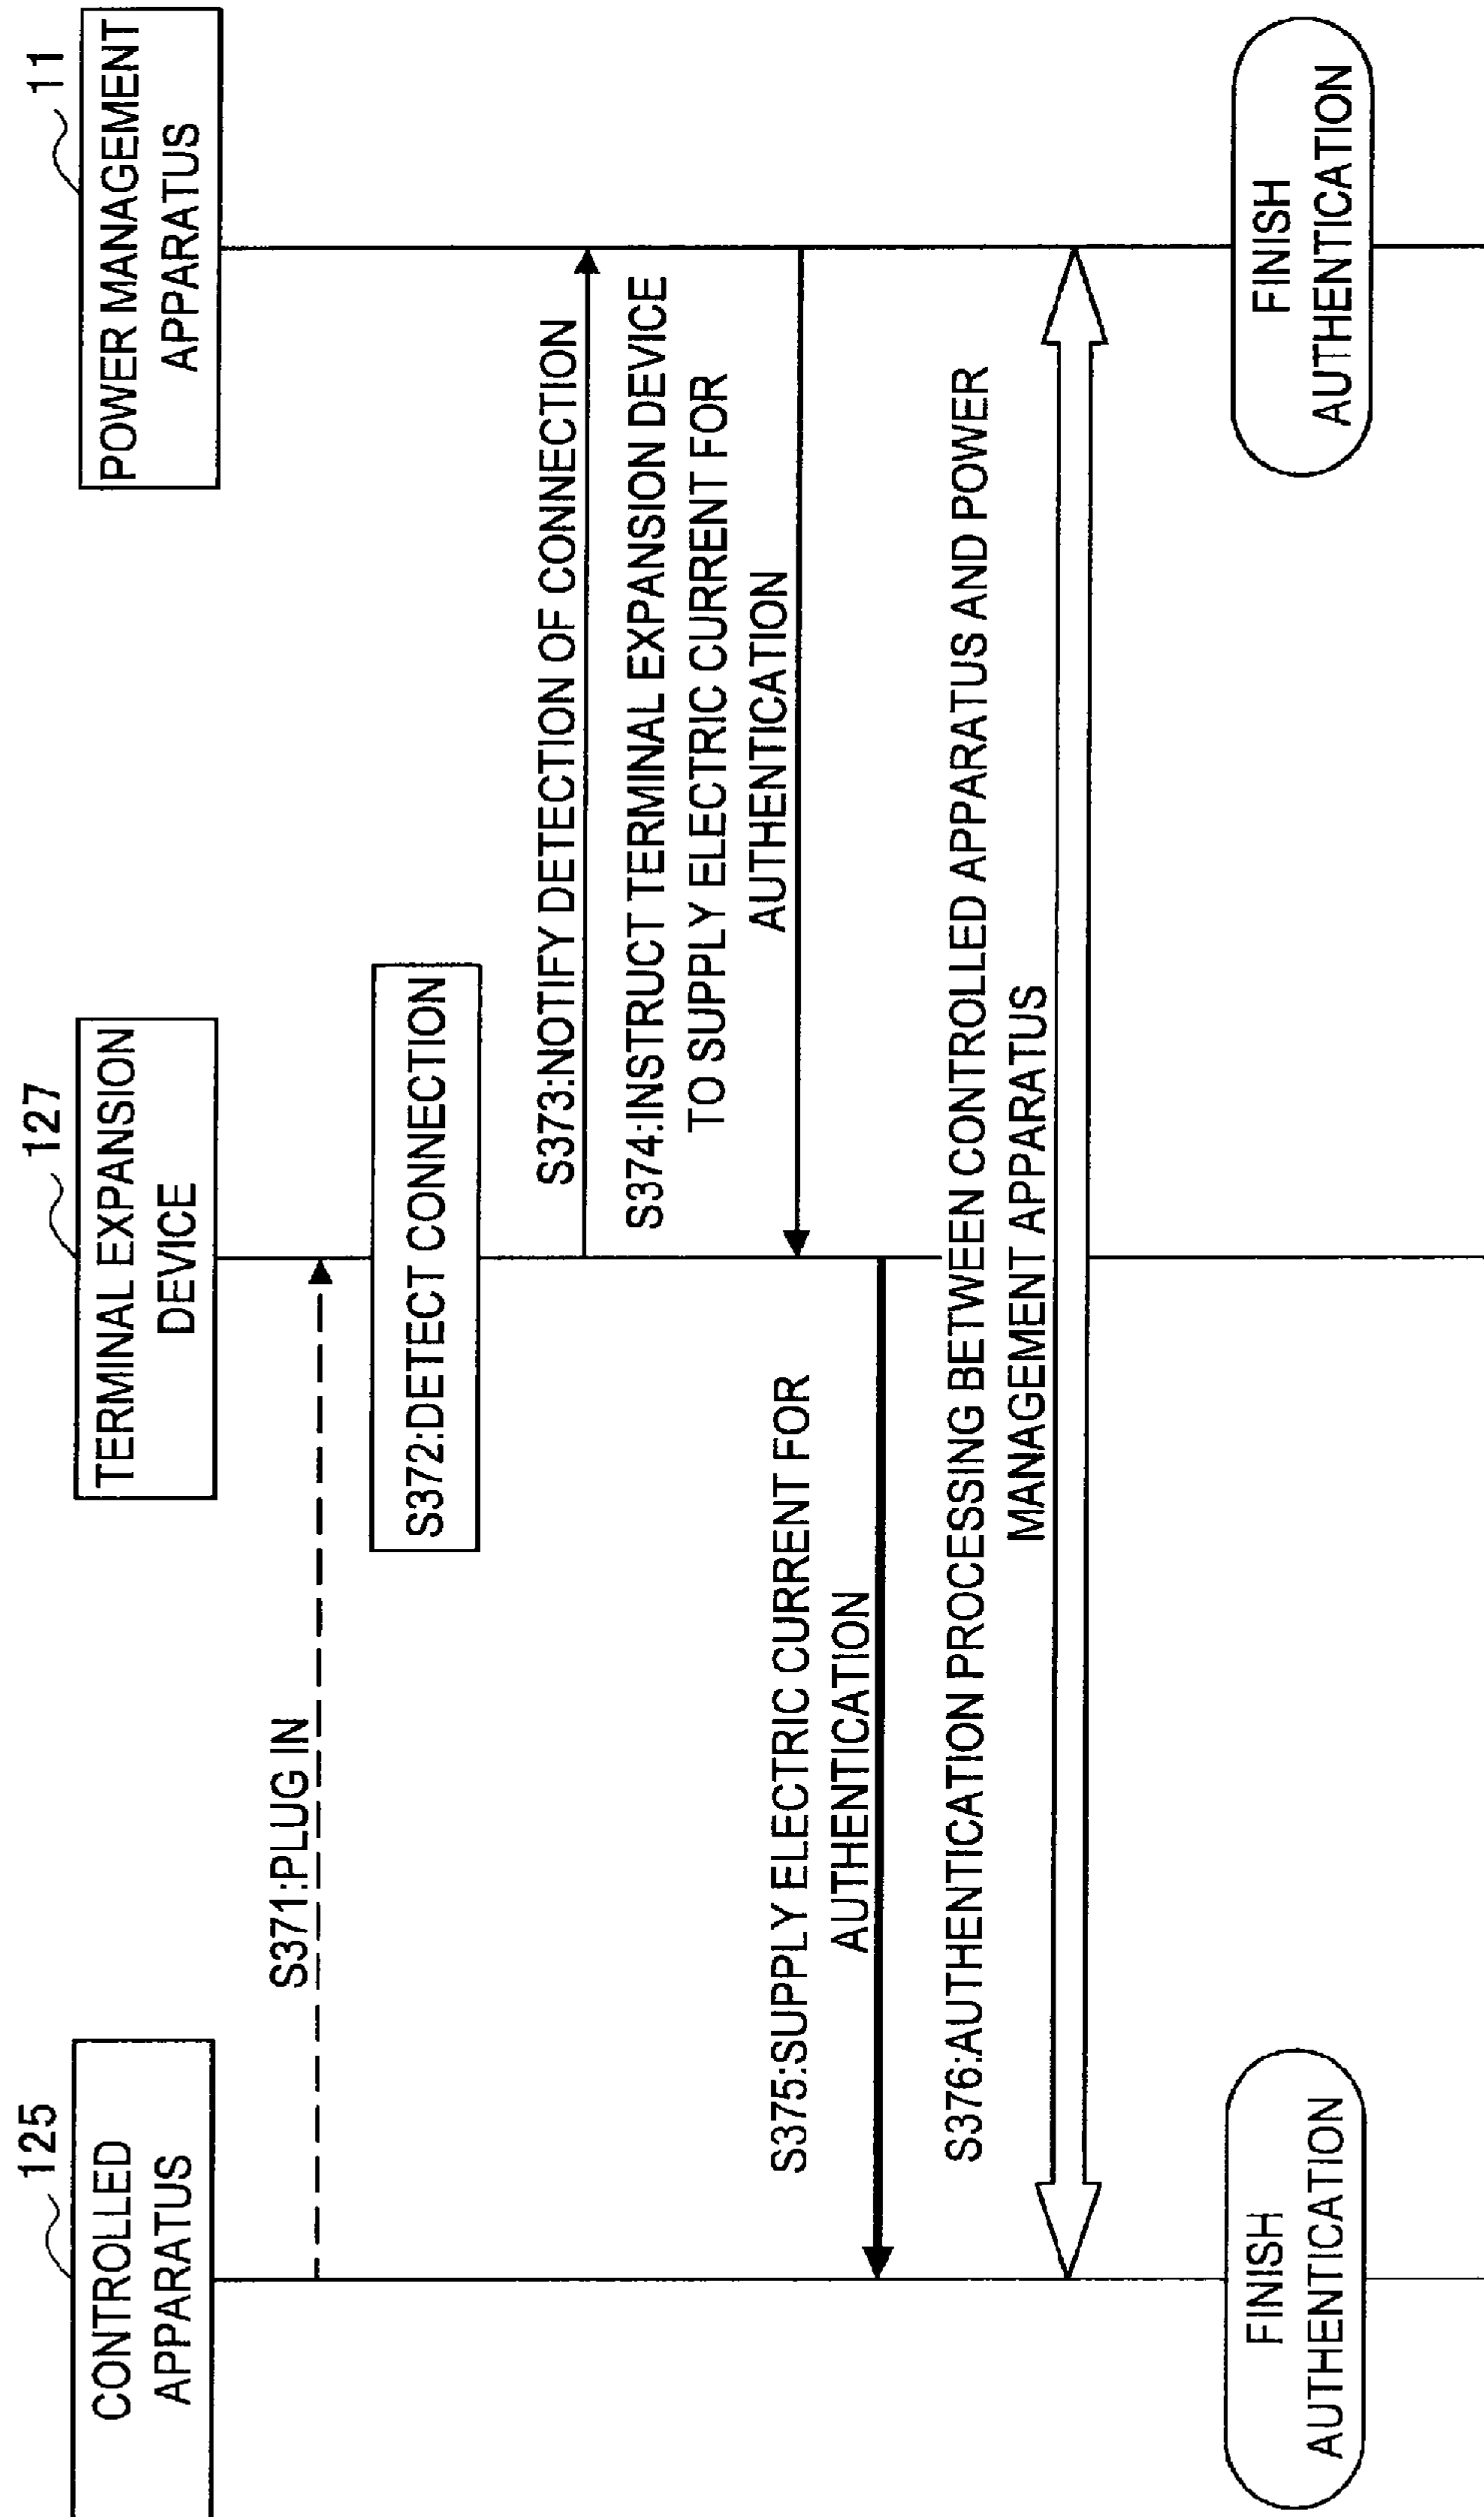 125
CONTROLLED
APPARATUS
127
TERMINAL EXPANSION
DEVICE
11
POWER MANAGEMENT
APPARATUS
S371:PLUG IN
S372:DETECT CONNECTION
S373:NOTIFY DETECTION OF CONNECTION
S374:INSTRUCT TERMINAL EXPANSION DEVICE
TO SUPPLY ELECTRIC CURRENT FOR
AUTHENTICATION
S375:SUPPLY ELECTRIC CURRENT FOR
AUTHENTICATION
S376:AUTHENTICATION PROCESSING BETWEEN CONTROLLED APPARATUS AND POWER
MANAGEMENT APPARATUS
FINISH
AUTHENTICATION
FINISH
AUTHENTICATION